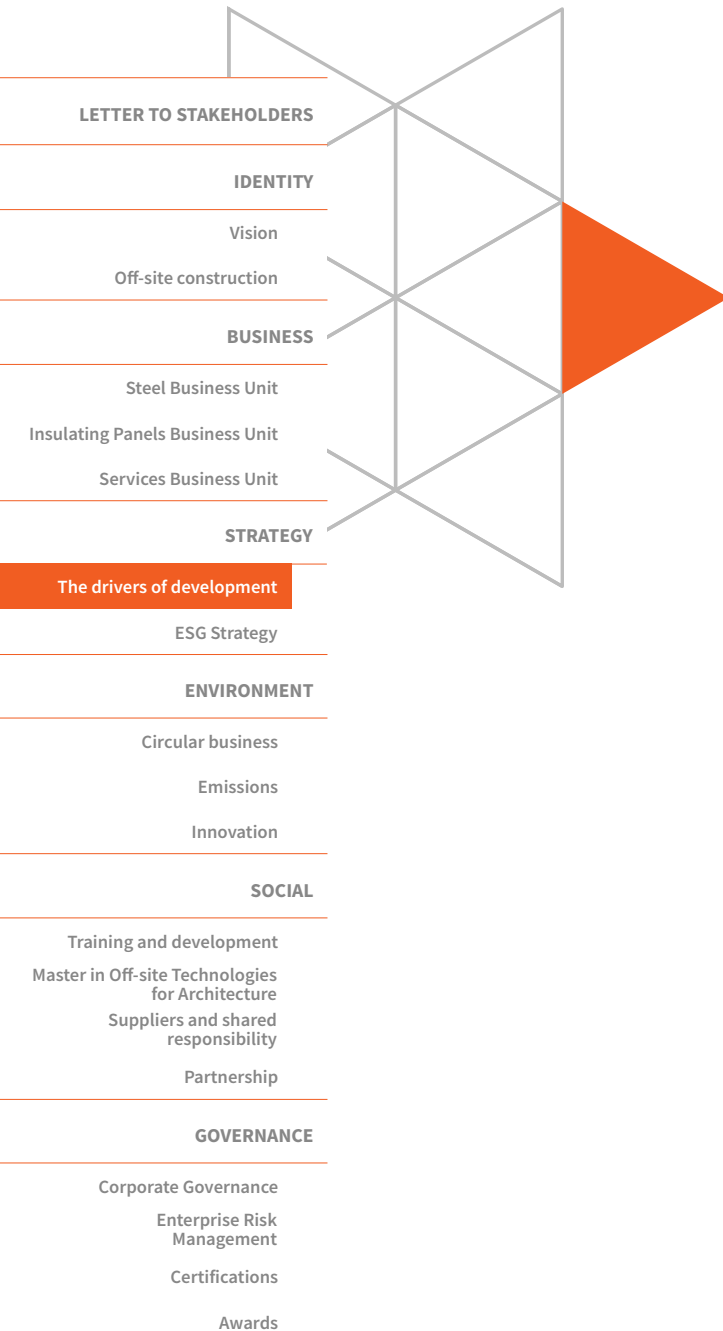 LETTER TO STAKEHOLDERS
IDENTITY
Vision
Off-site construction
BUSINESS
Steel Business Unit
Insulating Panels Business Unit
Services Business Unit
STRATEGY
The drivers of development
ESG Strategy
ENVIRONMENT
Circular business
Emissions
Innovation
SOCIAL
Training and development
Master in Off-site Technologies
for Architecture
Suppliers and shared
responsibility
Partnership
GOVERNANCE
Corporate Governance
Enterprise Risk
Management
Certifications
Awards